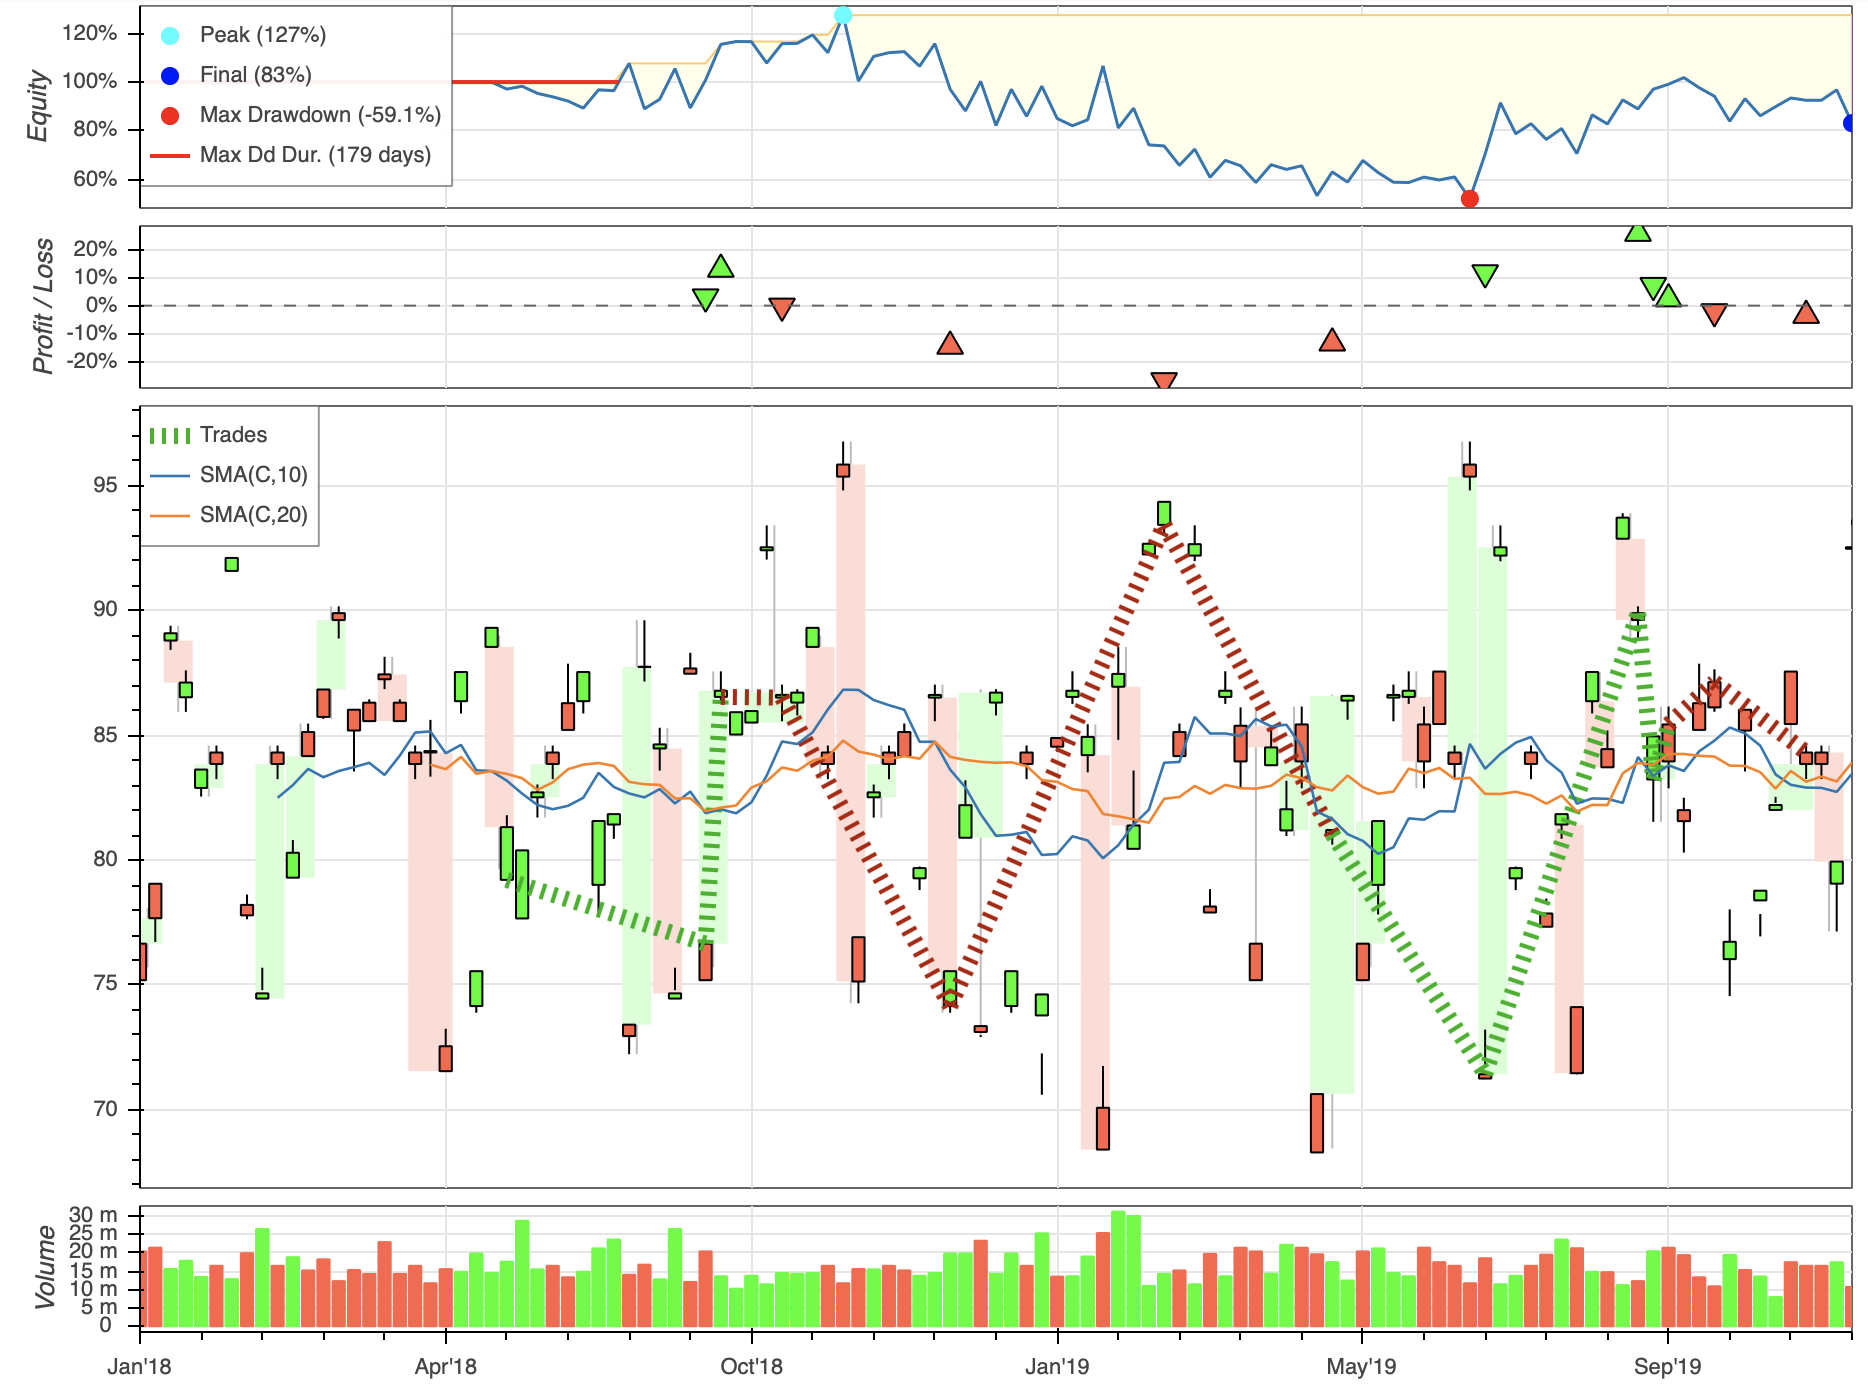 Equity
120%
100%
80%
60%
Peak (127%)
Final (83%)
Max Drawdown (-59.1%)
Max Dd Dur. (179 days)
Profit / Loss
20%
10%
0%
-10%
-20%
Trades
SMA(C,10)
SMA(C,20)
95
90
85
80
75
70
Volume
30 m
25 m
20 m
15 m
10 m
5 m
0
Jan'18 Apr'18 Oct'18 Jan'19 May'19 Sep'19